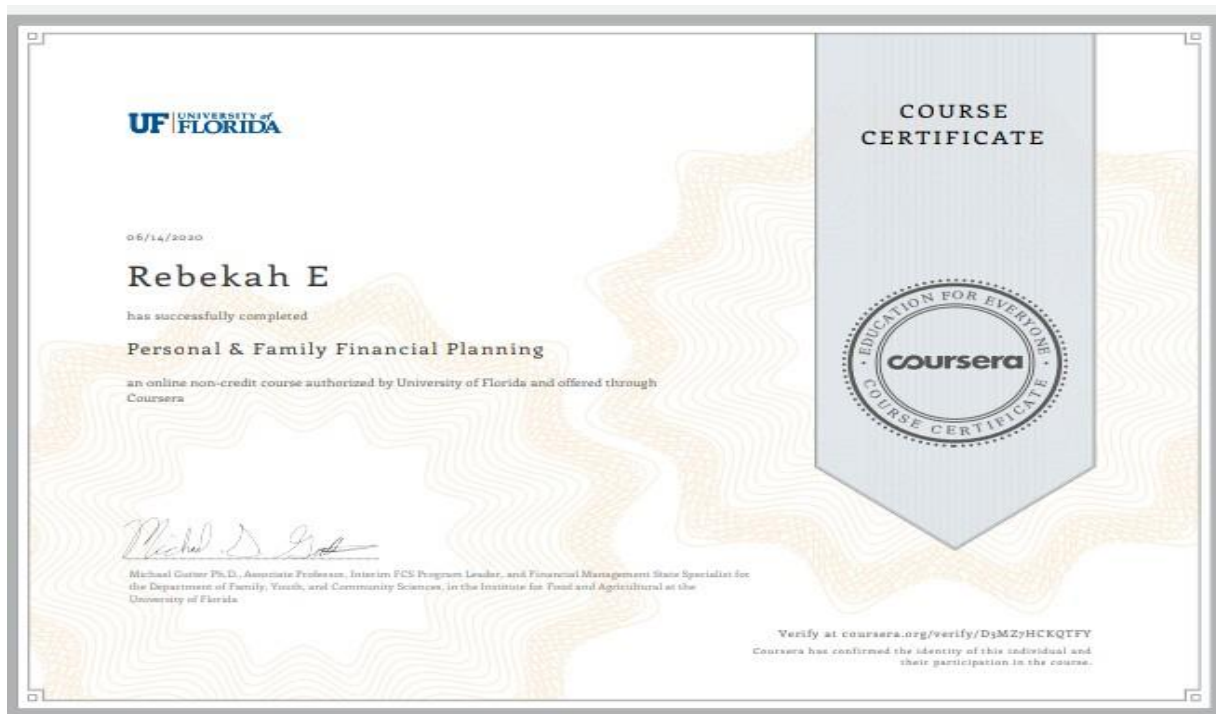 UF UNIVERSITY of
FLORIDA
COURSE
CERTIFICATE
06/14/2020
Rebekah E
has successfully completed
Personal & Family Financial Planning
an online non-credit course authorized by University of Florida and offered through
Coursera
EDUCATION FOR EVERYONE
coursera
COURSE CERTIFICATE
Michael Gutter Ph.D., Associate Professor, Interim FCS Program Leader, and Financial Management State Specialist for
the Department of Family, Youth, and Community Sciences, in the Institute for Food and Agricultural at the
University of Florida
Verify at coursera.org/verify/D3MZ7HCKQTFY
Coursera has confirmed the identity of this individual and
their participation in the course.